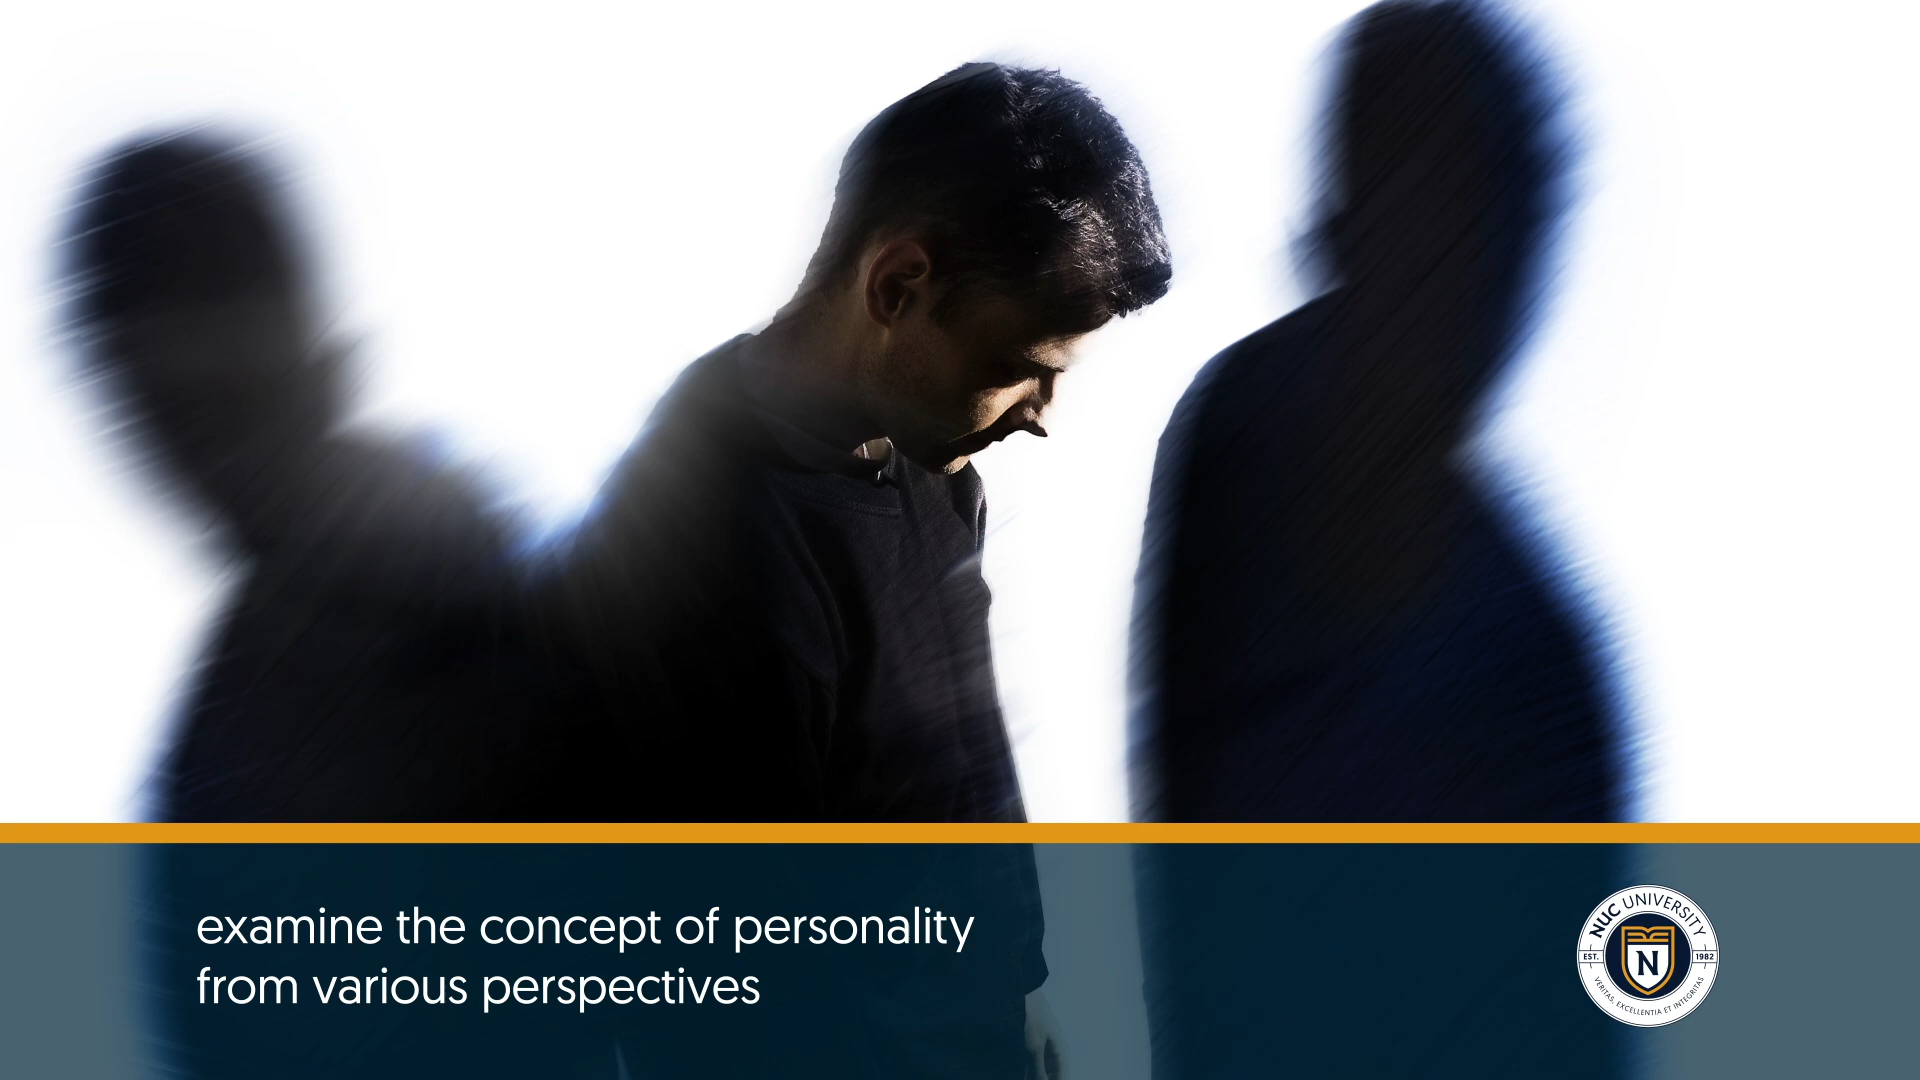 examine the concept of personality
from various perspectives
NUC UNIVERSITY
EST. 1982
N
VERITAS, EXCELLENTIA ET INTEGRITAS